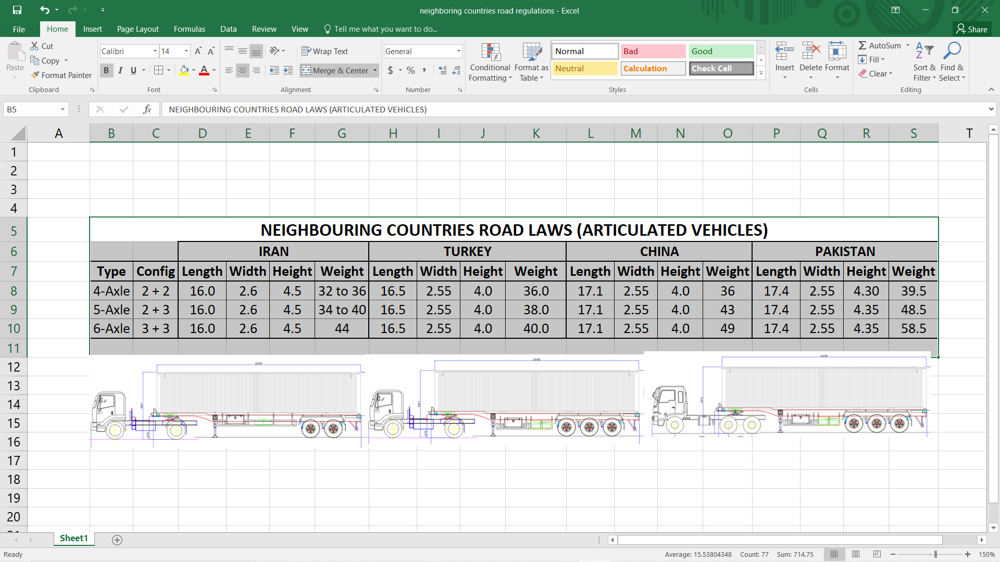 neighboring countries road regulations - Excel
File Home Insert Page Layout Formulas Data Review View Tell me what you want to do... Share
Paste Cut Copy Format Painter
Clipboard
Calibri 14 A A
B I U A
Font
Wrap Text
Merge & Center
Alignment
General
$ % ,
Number
Conditional Formatting
Format as Table
Normal Bad Good
Neutral Calculation Check Cell
Styles
Insert Delete Format
Cells
AutoSum
Fill
Clear
Sort & Filter
Find & Select
Editing
B5 fx NEIGHBOURING COUNTRIES ROAD LAWS (ARTICULATED VEHICLES)
A B C D E F G H I J K L M N O P Q R S T
1
2
3
4
5 NEIGHBOURING COUNTRIES ROAD LAWS (ARTICULATED VEHICLES)
6 IRAN TURKEY CHINA PAKISTAN
7 Type Config Length Width Height Weight Length Width Height Weight Length Width Height Weight Length Width Height Weight
8 4-Axle 2 + 2 16.0 2.6 4.5 32 to 36 16.5 2.55 4.0 36.0 17.1 2.55 4.0 36 17.4 2.55 4.30 39.5
9 5-Axle 2 + 3 16.0 2.6 4.5 34 to 40 16.5 2.55 4.0 38.0 17.1 2.55 4.0 43 17.4 2.55 4.35 48.5
10 6-Axle 3 + 3 16.0 2.6 4.5 44 16.5 2.55 4.0 40.0 17.1 2.55 4.0 49 17.4 2.55 4.35 58.5
11
12 12192 12192 12192
13
14
15
16
17
18
19
20
Sheet1
Ready Average: 15.53804348 Count: 77 Sum: 714.75 150%